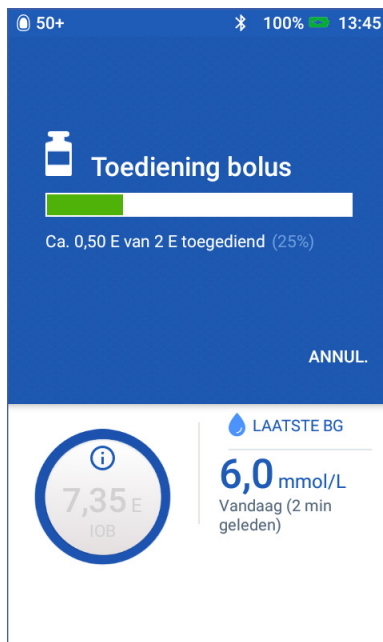 50+ 100% 13:45
Toediening bolus
Ca. 0,50 E van 2 E toegediend (25%)
ANNUL.
LAATSTE BG
7,35 E
IOB
6,0 mmol/L
Vandaag (2 min
geleden)